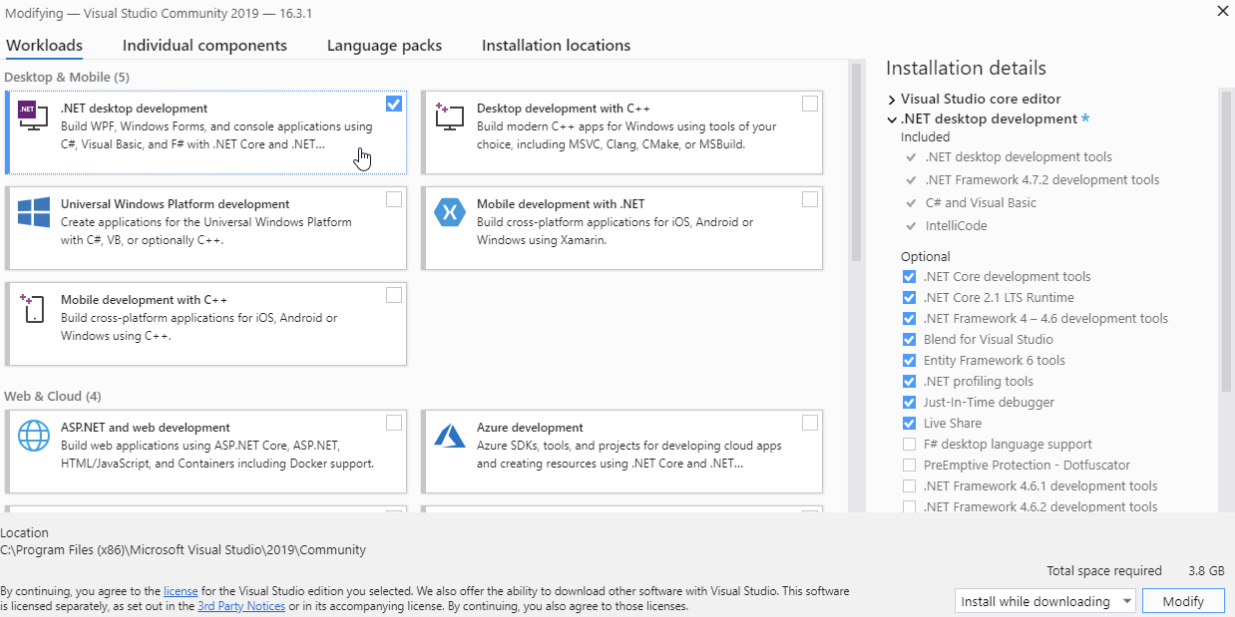 Modifying — Visual Studio Community 2019 — 16.3.1
Workloads
Individual components
Language packs
Installation locations
Desktop & Mobile (5)
.NET
.NET desktop development
Build WPF, Windows Forms, and console applications using
C#, Visual Basic, and F# with .NET Core and .NET...
Desktop development with C++
Build modern C++ apps for Windows using tools of your
choice, including MSVC, Clang, CMake, or MSBuild.
Universal Windows Platform development
Create applications for the Universal Windows Platform
with C#, VB, or optionally C++.
Mobile development with .NET
Build cross-platform applications for iOS, Android or
Windows using Xamarin.
Mobile development with C++
Build cross-platform applications for iOS, Android or
Windows using C++.
Web & Cloud (4)
ASP.NET and web development
Build web applications using ASP.NET Core, ASP.NET,
HTML/JavaScript, and Containers including Docker support.
Azure development
Azure SDKs, tools, and projects for developing cloud apps
and creating resources using .NET Core and .NET...
Installation details
Visual Studio core editor
.NET desktop development *
Included
.NET desktop development tools
.NET Framework 4.7.2 development tools
C# and Visual Basic
IntelliCode
Optional
.NET Core development tools
.NET Core 2.1 LTS Runtime
.NET Framework 4 – 4.6 development tools
Blend for Visual Studio
Entity Framework 6 tools
.NET profiling tools
Just-In-Time debugger
Live Share
F# desktop language support
PreEmptive Protection - Dotfuscator
.NET Framework 4.6.1 development tools
.NET Framework 4.6.2 development tools
Location
C:\Program Files (x86)\Microsoft Visual Studio\2019\Community
Total space required 3.8 GB
By continuing, you agree to the license for the Visual Studio edition you selected. We also offer the ability to download other software with Visual Studio. This software
is licensed separately, as set out in the 3rd Party Notices or in its accompanying license. By continuing, you also agree to those licenses.
Install while downloading
Modify